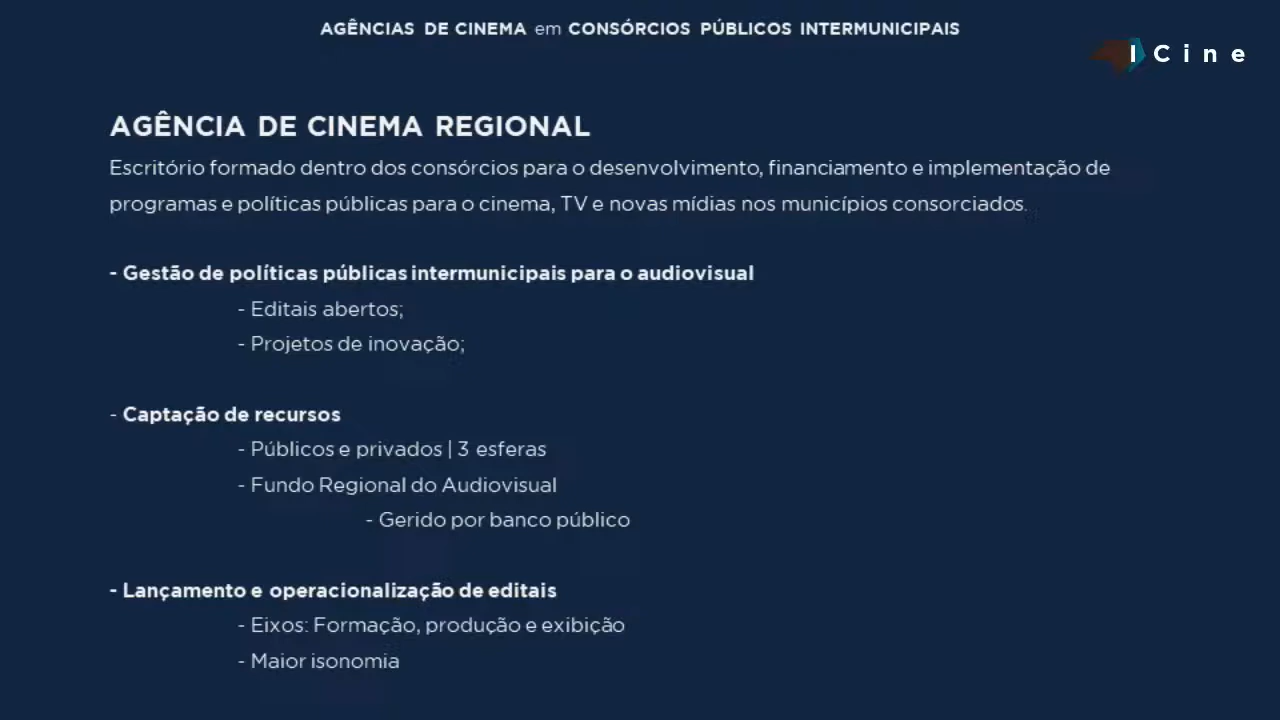 AGÊNCIAS DE CINEMA em CONSÓRCIOS PÚBLICOS INTERMUNICIPAIS
I Cine
AGÊNCIA DE CINEMA REGIONAL
Escritório formado dentro dos consórcios para o desenvolvimento, financiamento e implementação de
programas e políticas públicas para o cinema, TV e novas mídias nos municípios consorciados.
- Gestão de políticas públicas intermunicipais para o audiovisual
- Editais abertos;
- Projetos de inovação;
- Captação de recursos
- Públicos e privados | 3 esferas
- Fundo Regional do Audiovisual
- Gerido por banco público
- Lançamento e operacionalização de editais
- Eixos: Formação, produção e exibição
- Maior isonomia